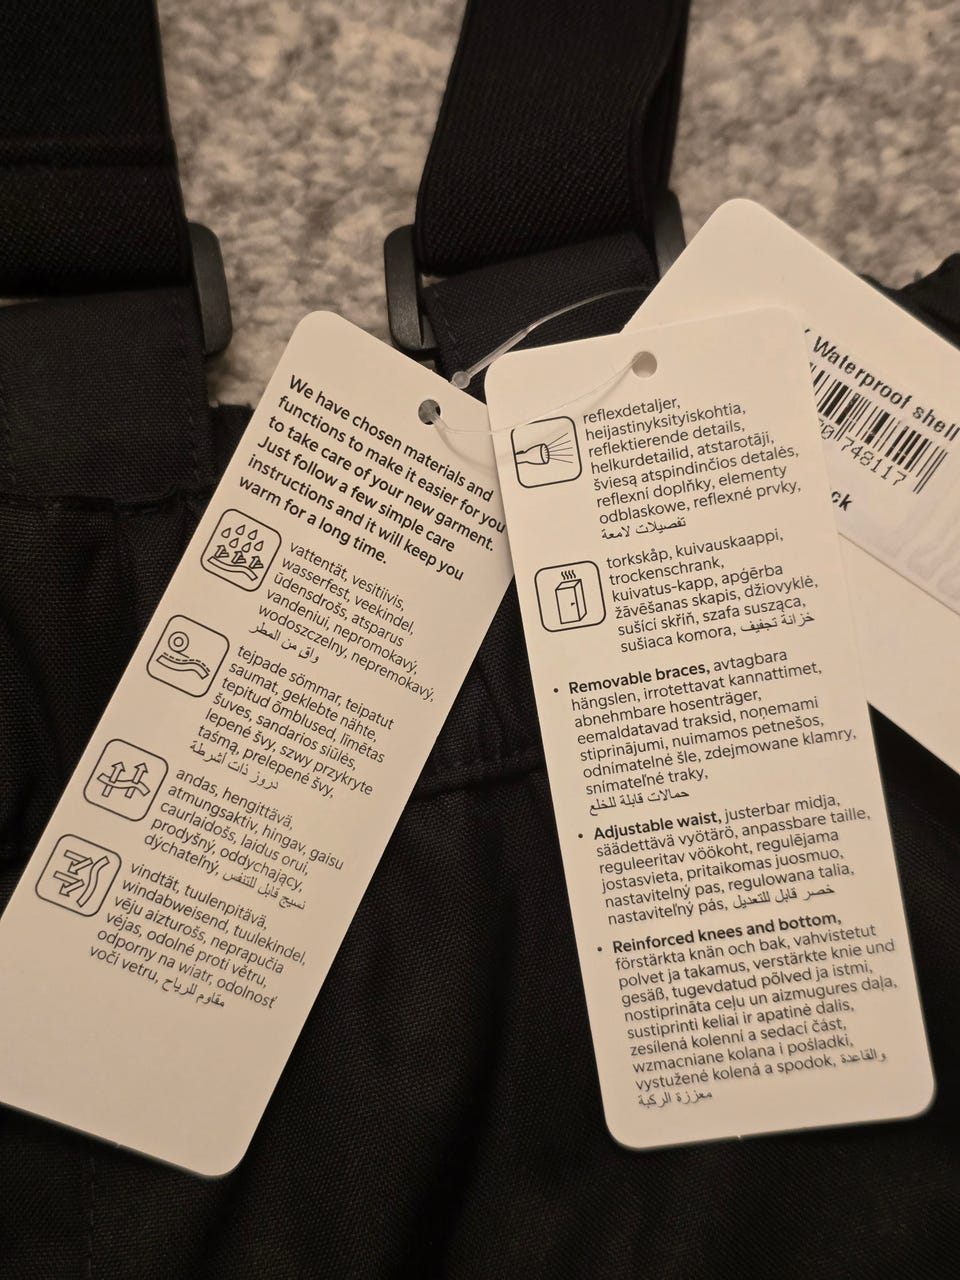 We have chosen materials and
functions to make it easier for you
to take care of your new garment.
Just follow a few simple care
instructions and it will keep you
warm for a long time.
vattentät, vesitiivis,
wasserfest, veekindel,
ūdensdrošs, atsparus
vandeniui, nepromokavý,
wodoszczelny, nepremokavý,
واق من المطر
tejpade sömmar, teipatut
saumat, geklebte nähte,
tepitud õmblused, līmētas
šuves, sandarios siūlės,
lepené švy, szwy przykryte
taśmą, prelepené švy,
دروز ذات أشرطة
andas, hengittävä,
atmungsaktiv, hingav, gaisu
caurlaidošs, laidus orui,
prodyšný, oddychający,
dýchateľný, نسيج قابل للتنفس
vindtät, tuulenpitävä,
windabweisend, tuulekindel,
vēju aizturošs, neprapučia
vėjas, odolné proti větru,
odporny na wiatr, odolnosť
voči vetru, مقاوم للرياح
reflexdetaljer,
heijastinyksityiskohtia,
reflektierende details,
helkurdetailid, atstarotāji,
šviesą atspindinčios detalės,
reflexní doplňky, elementy
odblaskowe, reflexné prvky,
تفصيلات لامعة
torkskåp, kuivauskaappi,
trockenschrank,
kuivatus-kapp, apģērba
žāvēšanas skapis, džiovyklė,
sušicí skříň, szafa susząca,
sušiaca komora, خزانة تجفيف
• Removable braces, avtagbara
hängslen, irrotettavat kannattimet,
abnehmbare hosenträger,
eemaldatavad traksid, noņemami
stiprinājumi, nuimamos petnešos,
odnímatelné šle, zdejmowane klamry,
snímateľné traky,
حمالات قابلة للخلع
• Adjustable waist, justerbar midja,
säädettävä vyötärö, anpassbare taille,
reguleeritav vöökoht, regulējama
jostasvieta, pritaikomas juosmuo,
nastavitelný pas, regulowana talia,
nastaviteľný pás, خصر قابل للتعديل
• Reinforced knees and bottom,
förstärkta knän och bak, vahvistetut
polvet ja takamus, verstärkte knie und
gesäß, tugevdatud põlved ja istmi,
nostiprināta ceļu un aizmugures daļa,
sustiprinti keliai ir apatinė dalis,
zesílená kolenní a sedací část,
wzmacniane kolana i pośladki,
vystužené kolená a spodok, والقاعدة
معززة الركبة
Waterproof shell
748117
ck